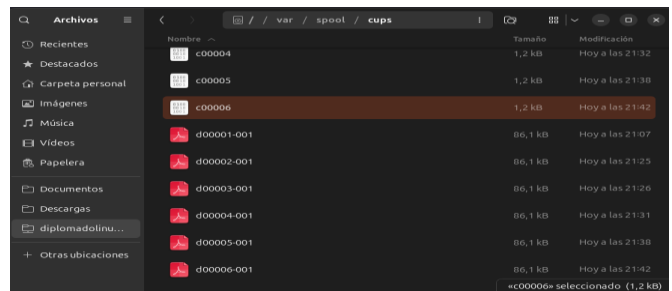 Archivos
/ / var / spool / cups
Nombre Tamaño Modificación
Recientes
Destacados
Carpeta personal
Imágenes
Música
Vídeos
Papelera
Documentos
Descargas
diplomadolinu...
+ Otras ubicaciones
c00004 1,2 kB Hoy a las 21:32
c00005 1,2 kB Hoy a las 21:38
c00006 1,2 kB Hoy a las 21:42
d00001-001 86,1 kB Hoy a las 21:07
d00002-001 86,1 kB Hoy a las 21:25
d00003-001 86,1 kB Hoy a las 21:26
d00004-001 86,1 kB Hoy a las 21:31
d00005-001 86,1 kB Hoy a las 21:38
d00006-001 86,1 kB Hoy a las 21:42
«c00006» seleccionado (1,2 kB)